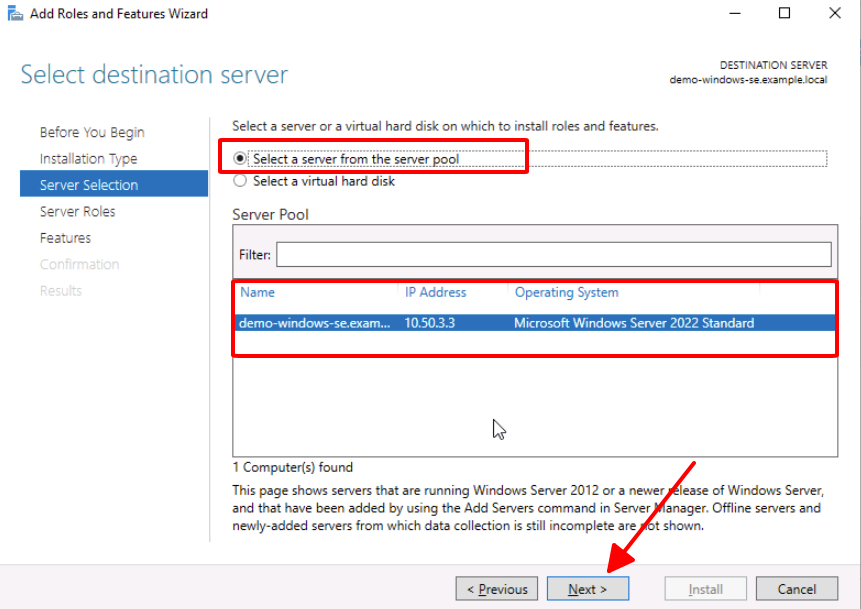 Add Roles and Features Wizard
Select destination server
DESTINATION SERVER
demo-windows-se.example.local
Before You Begin
Installation Type
Server Selection
Server Roles
Features
Confirmation
Results
Select a server or a virtual hard disk on which to install roles and features.
Select a server from the server pool
Select a virtual hard disk
Server Pool
Filter:
Name IP Address Operating System
demo-windows-se.exam... 10.50.3.3 Microsoft Windows Server 2022 Standard
1 Computer(s) found
This page shows servers that are running Windows Server 2012 or a newer release of Windows Server,
and that have been added by using the Add Servers command in Server Manager. Offline servers and
newly-added servers from which data collection is still incomplete are not shown.
< Previous Next > Install Cancel